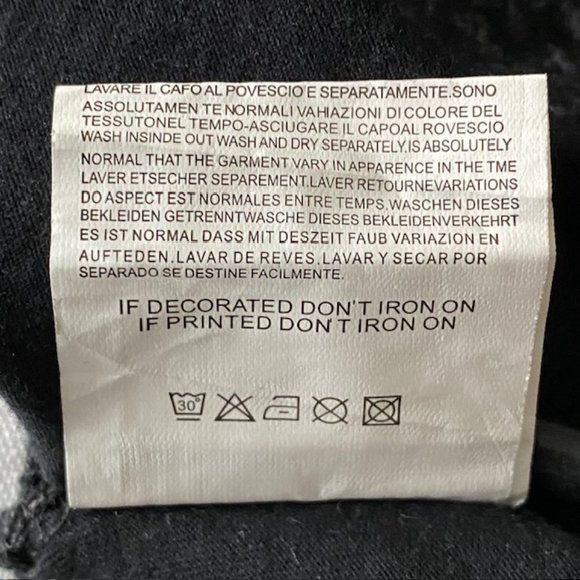 LAVARE IL CAFO AL POVESCIO E SEPARATAMENTE.SONO
ASSOLUTAMEN TE NORMALI VAHIAZIONI DI COLORE DEL
TESSUTONEL TEMPO-ASCIUGARE IL CAPOAL ROVESCIO
WASH INSINDE OUT WASH AND DRY SEPARATELY.IS ABSOLUTELY
NORMAL THAT THE GARMENT VARY IN APPARENCE IN THE TME
LAVER ETSECHER SEPAREMENT.LAVER RETOURNEVARIATIONS
DO ASPECT EST NORMALES ENTRE TEMPS.WASCHEN DIESES
BEKLEIDEN GETRENNTWASCHE DIESES BEKLEIDENVERKEHRT
ES IST NORMAL DASS MIT DESZEIT FAUB VARIAZION EN
AUFTEDEN.LAVAR DE REVES.LAVAR Y SECAR POR
SEPARADO SE DESTINE FACILMENTE.
IF DECORATED DON'T IRON ON
IF PRINTED DON'T IRON ON
30°